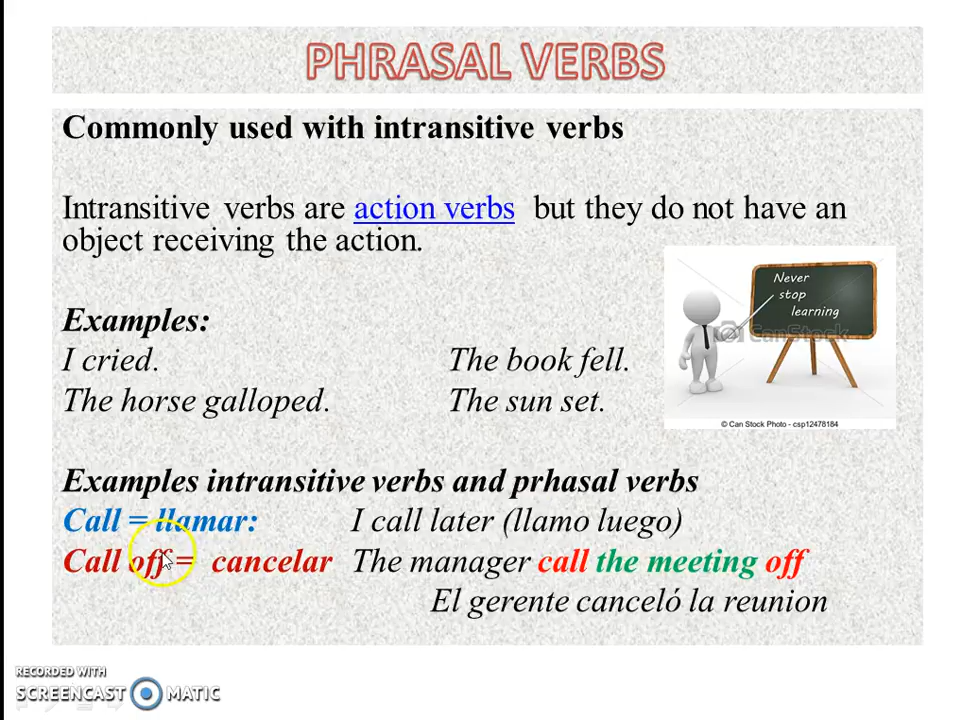 PHRASAL VERBS
Commonly used with intransitive verbs
Intransitive verbs are action verbs but they do not have an
object receiving the action.
Examples:
I cried. The book fell.
The horse galloped. The sun set.
Never
stop
learning
CanStock
© Can Stock Photo - csp12478184
Examples intransitive verbs and prhasal verbs
Call = llamar: I call later (llamo luego)
Call off = cancelar The manager call the meeting off
El gerente canceló la reunion
RECORDED WITH
SCREENCAST MATIC